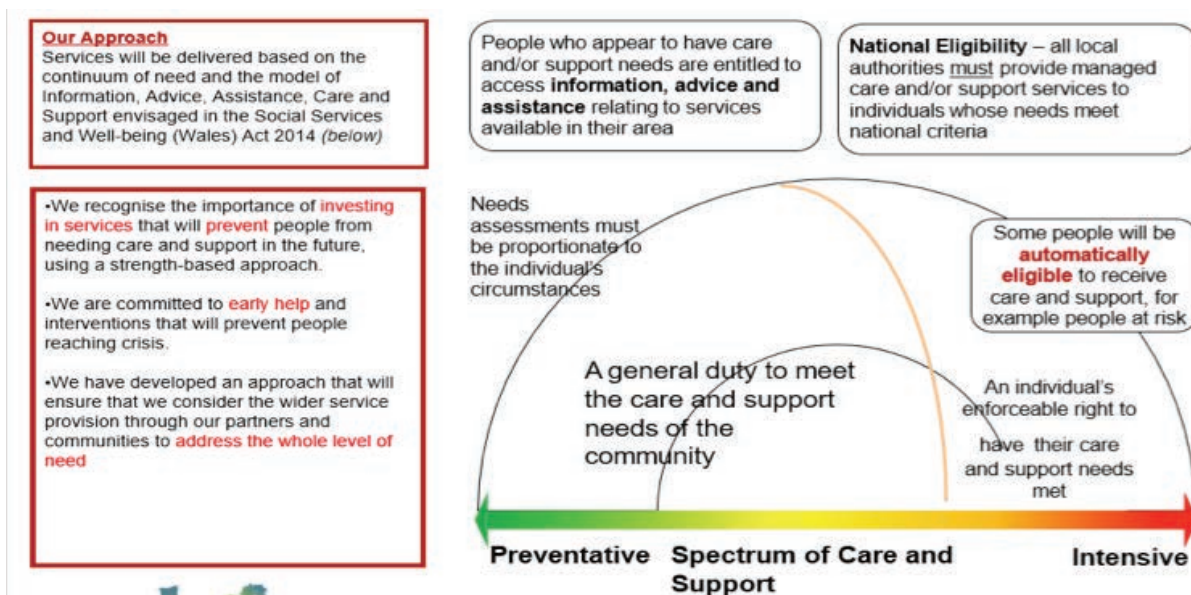 Our Approach
Services will be delivered based on the
continuum of need and the model of
Information, Advice, Assistance, Care and
Support envisaged in the Social Services
and Well-being (Wales) Act 2014 (below)
•We recognise the importance of investing
in services that will prevent people from
needing care and support in the future,
using a strength-based approach.
•We are committed to early help and
interventions that will prevent people
reaching crisis.
•We have developed an approach that will
ensure that we consider the wider service
provision through our partners and
communities to address the whole level of
need
People who appear to have care
and/or support needs are entitled to
access information, advice and
assistance relating to services
available in their area
National Eligibility – all local
authorities must provide managed
care and/or support services to
individuals whose needs meet
national criteria
Needs
assessments must
be proportionate to
the individual's
circumstances
Some people will be
automatically
eligible to receive
care and support, for
example people at risk
A general duty to meet
the care and support
needs of the
community
An individual's
enforceable right to
have their care
and support needs
met
Preventative
Spectrum of Care and
Support
Intensive